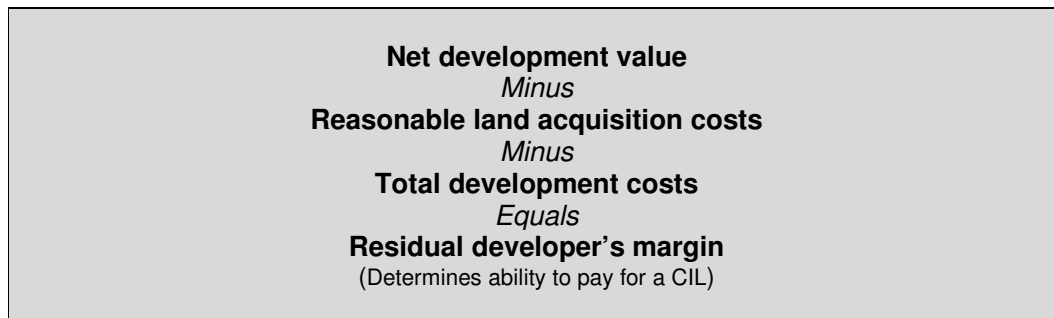 Net development value
Minus
Reasonable land acquisition costs
Minus
Total development costs
Equals
Residual developer’s margin
(Determines ability to pay for a CIL)